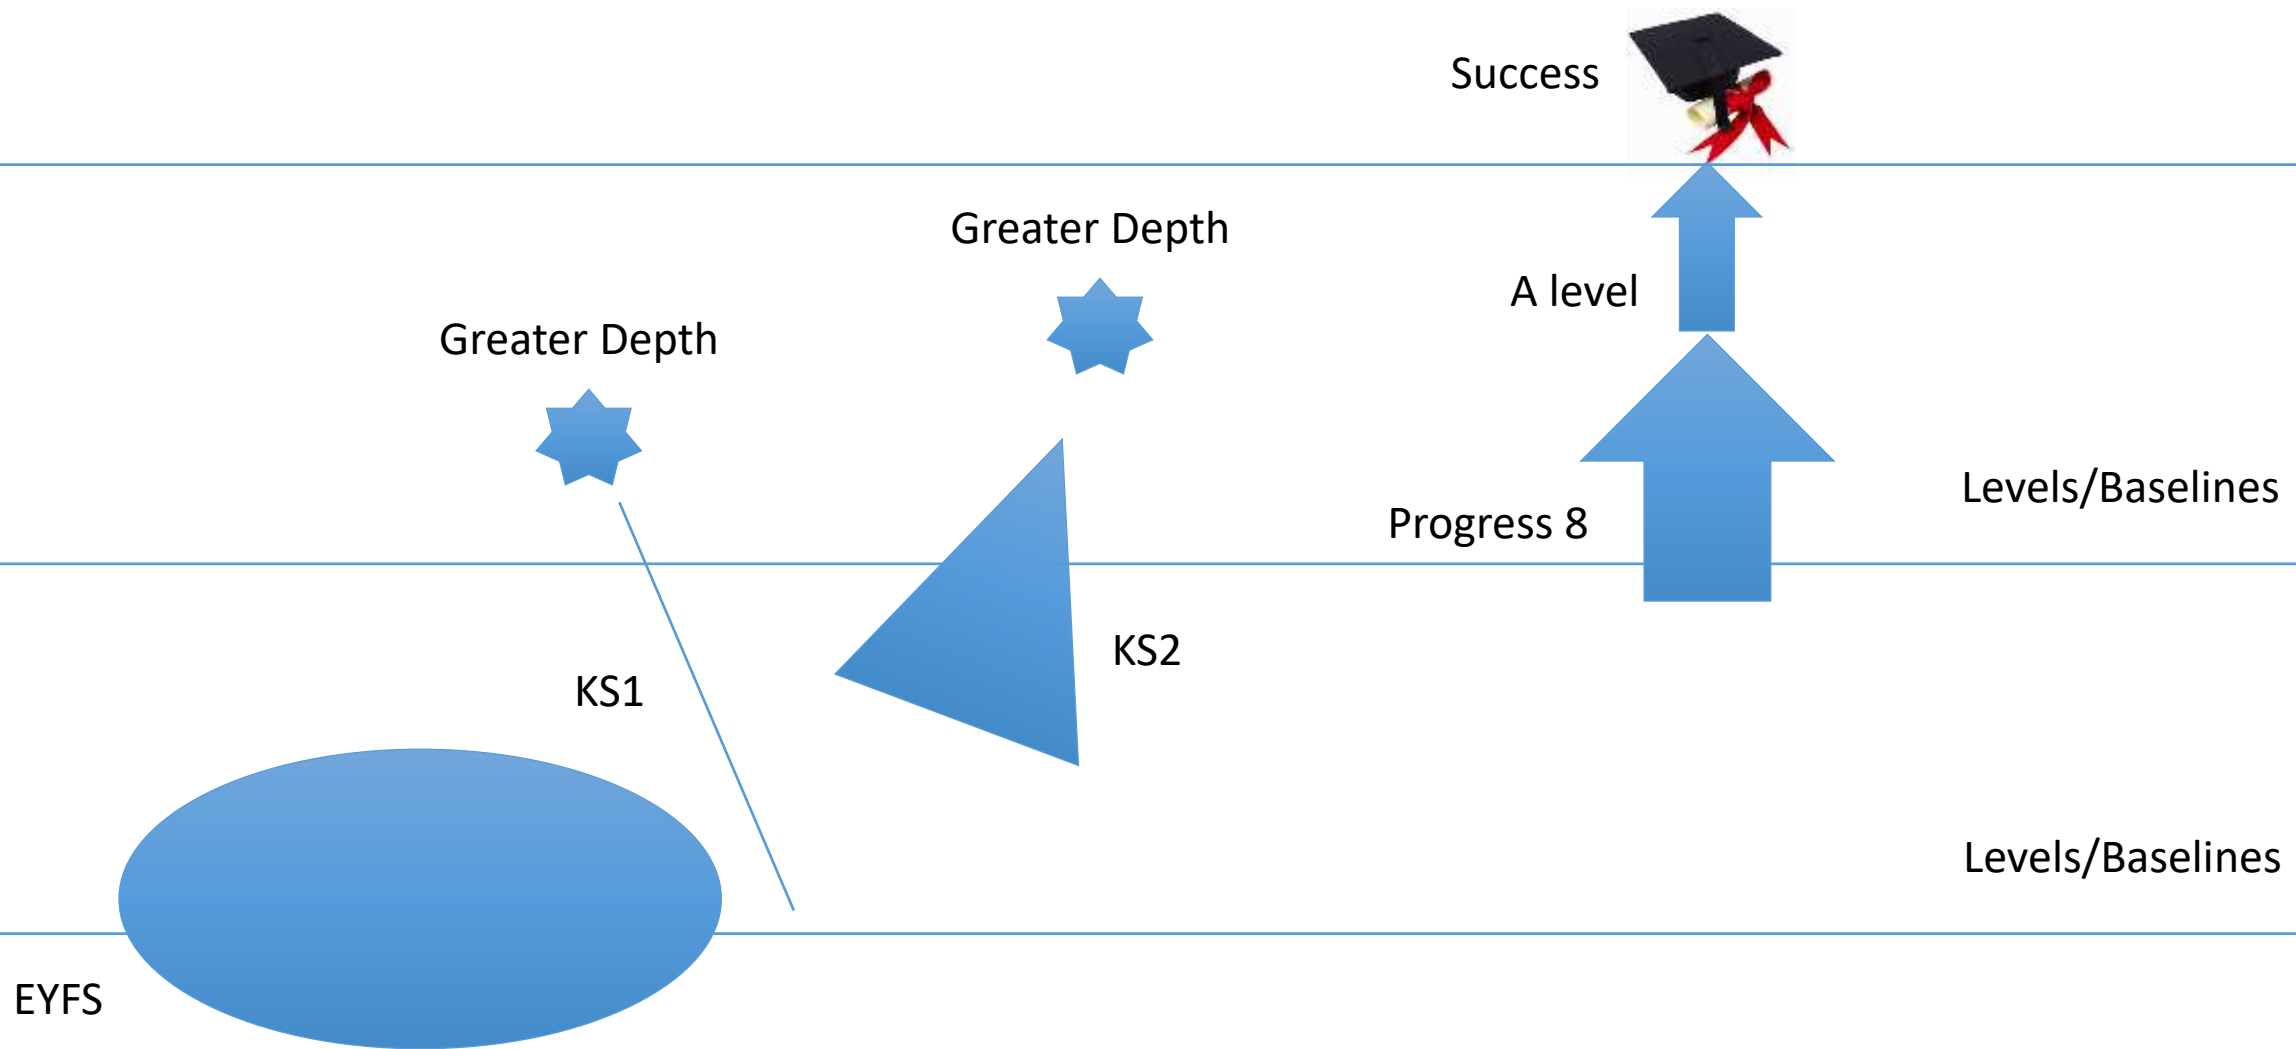 Success
Greater Depth
A level
Greater Depth
Levels/Baselines
Progress 8
KS2
KS1
Levels/Baselines
EYFS